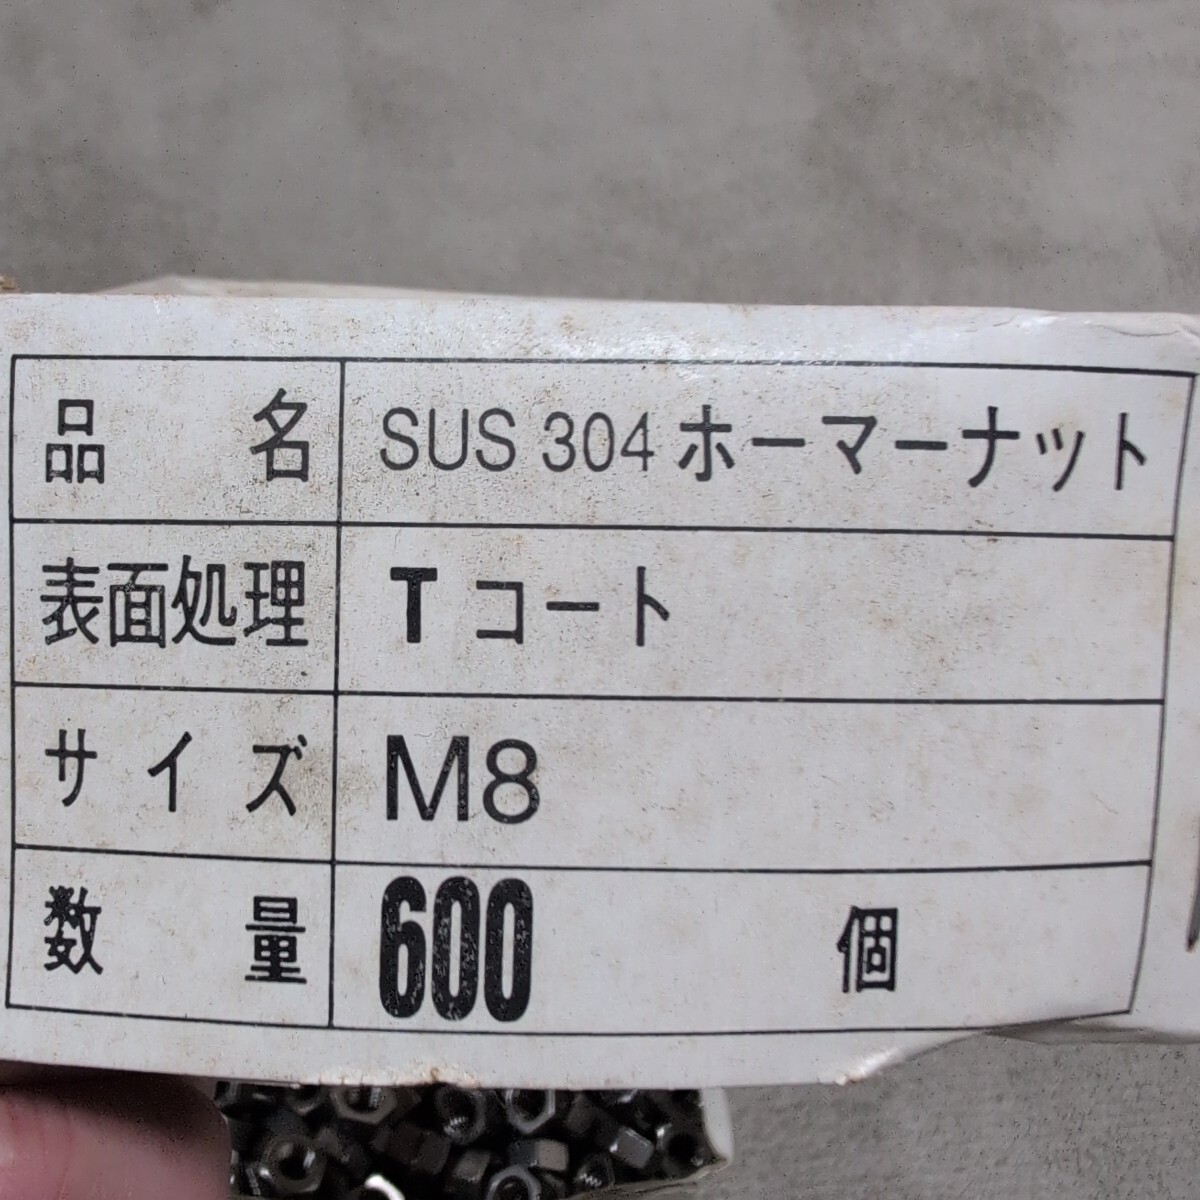 品名 SUS 304 ホーマーナット
表面処理 Tコート
サイズ M8
数量 600 個